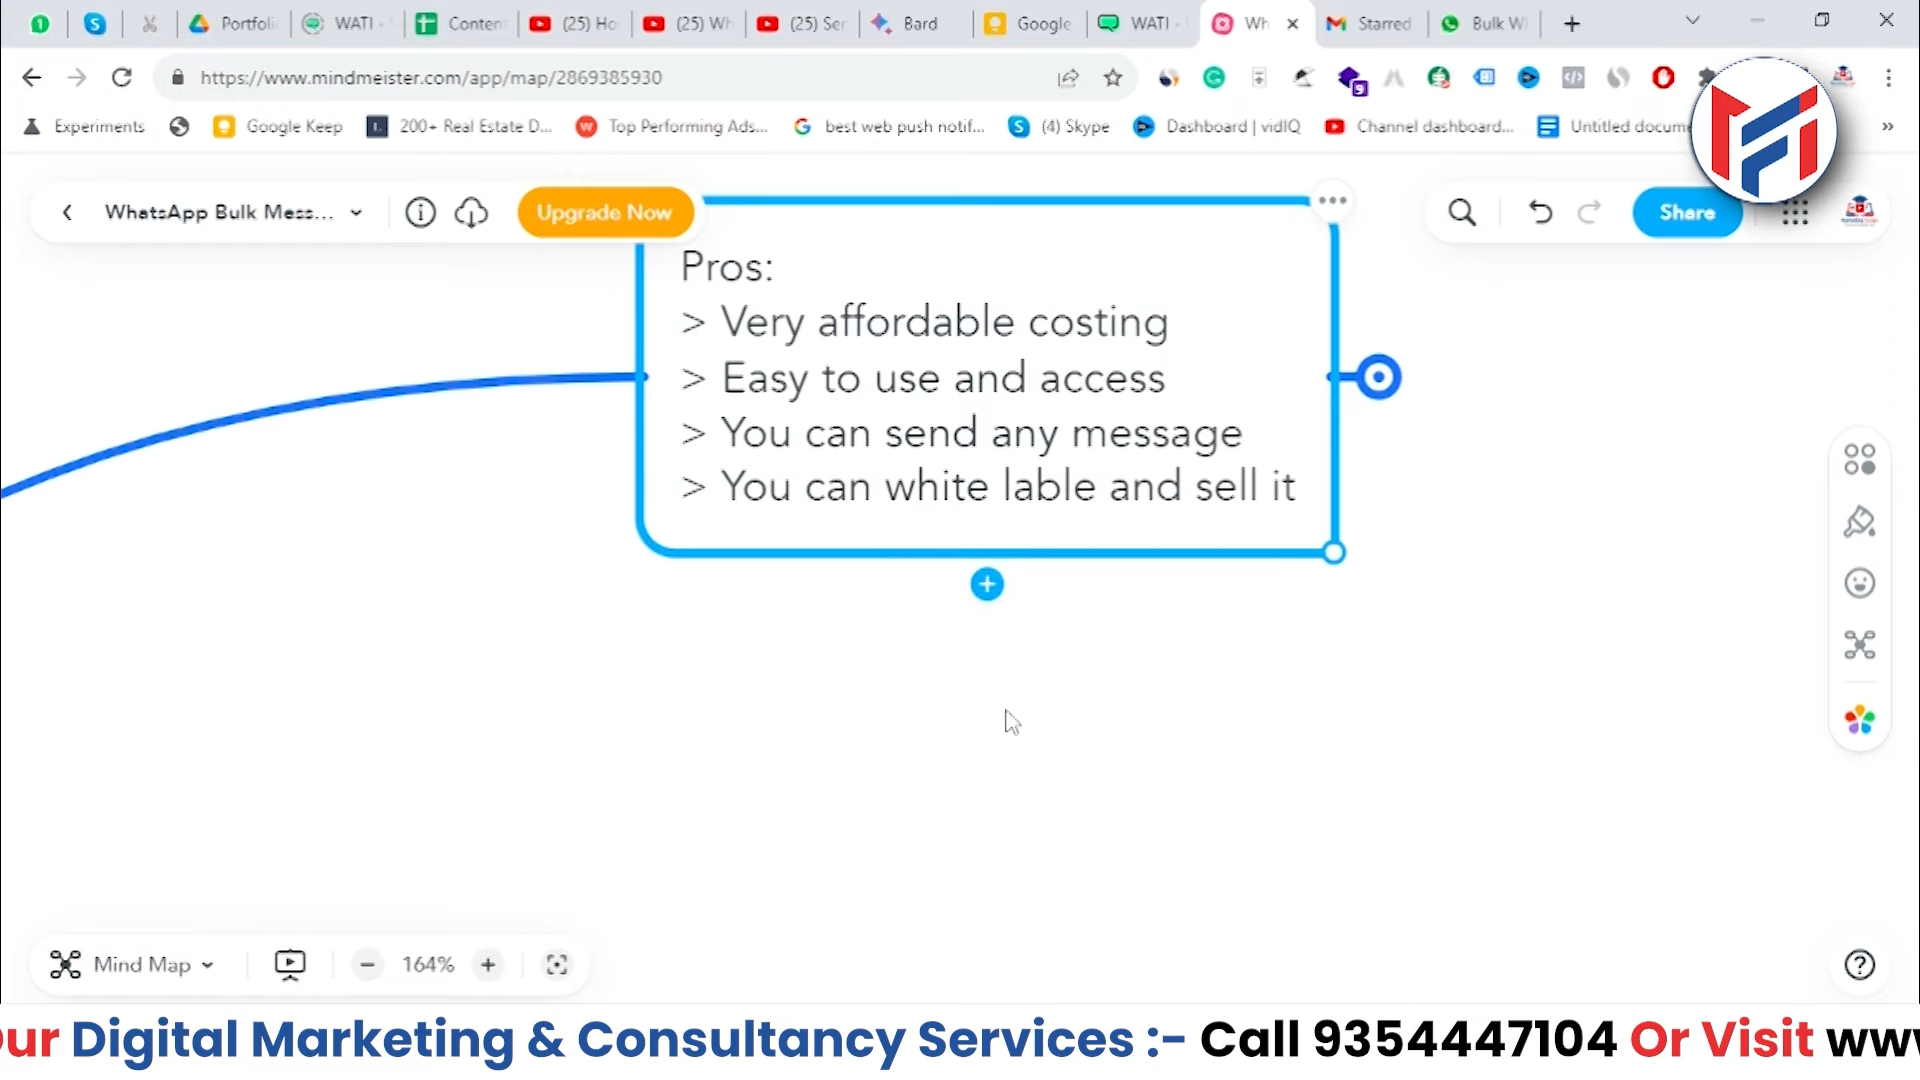 Portfoli
WATI -
Conten
(25) Ho
(25) Wh
(25) Ser
Bard
Google
WATI -
Wh
Starred
Bulk W
https://www.mindmeister.com/app/map/2869385930
Experiments
Google Keep
200+ Real Estate D...
Top Performing Ads...
best web push notif...
(4) Skype
Dashboard | vidIQ
Channel dashboard...
Untitled docume
»
WhatsApp Bulk Mess...
Upgrade Now
Share
Pros:
> Very affordable costing
> Easy to use and access
> You can send any message
> You can white lable and sell it
Mind Map
164%
our Digital Marketing & Consultancy Services :- Call 9354447104 Or Visit www